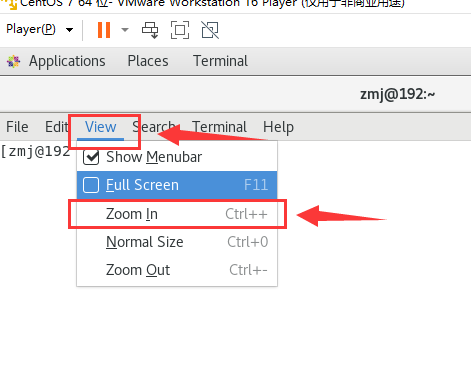 CentOS 7 64 位- VMware Workstation 16 Player (仅用于非商业用途)
Player(P)
Applications Places Terminal
zmj@192:~
File Edit View Search Terminal Help
[zmj@192
Show Menubar
Full Screen F11
Zoom In Ctrl++
Normal Size Ctrl+0
Zoom Out Ctrl+-